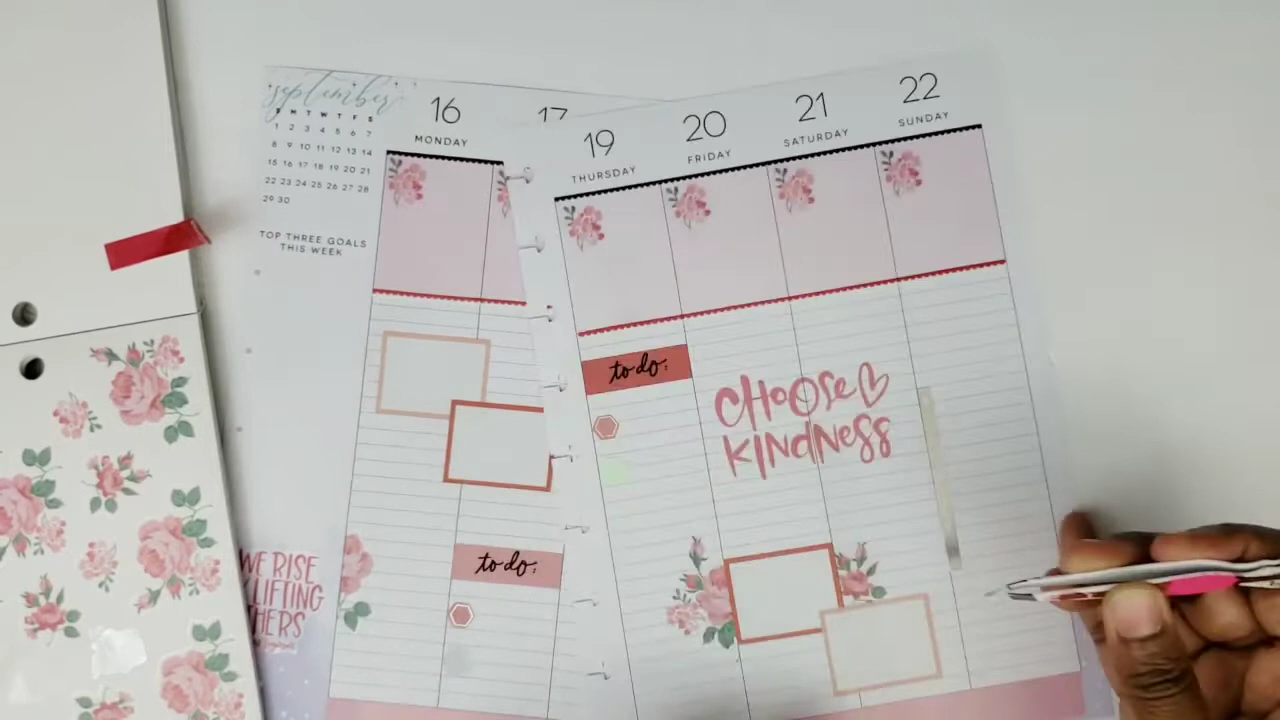 september
S M T W T F S
1 2 3 4 5 6 7
8 9 10 11 12 13 14
15 16 17 18 19 20 21
22 23 24 25 26 27 28
29 30
TOP THREE GOALS
THIS WEEK
16
MONDAY
17
19
THURSDAY
20
FRIDAY
21
SATURDAY
22
SUNDAY
to do:
CHOOSE
KINDNESS
to do:
WE RISE
LIFTING